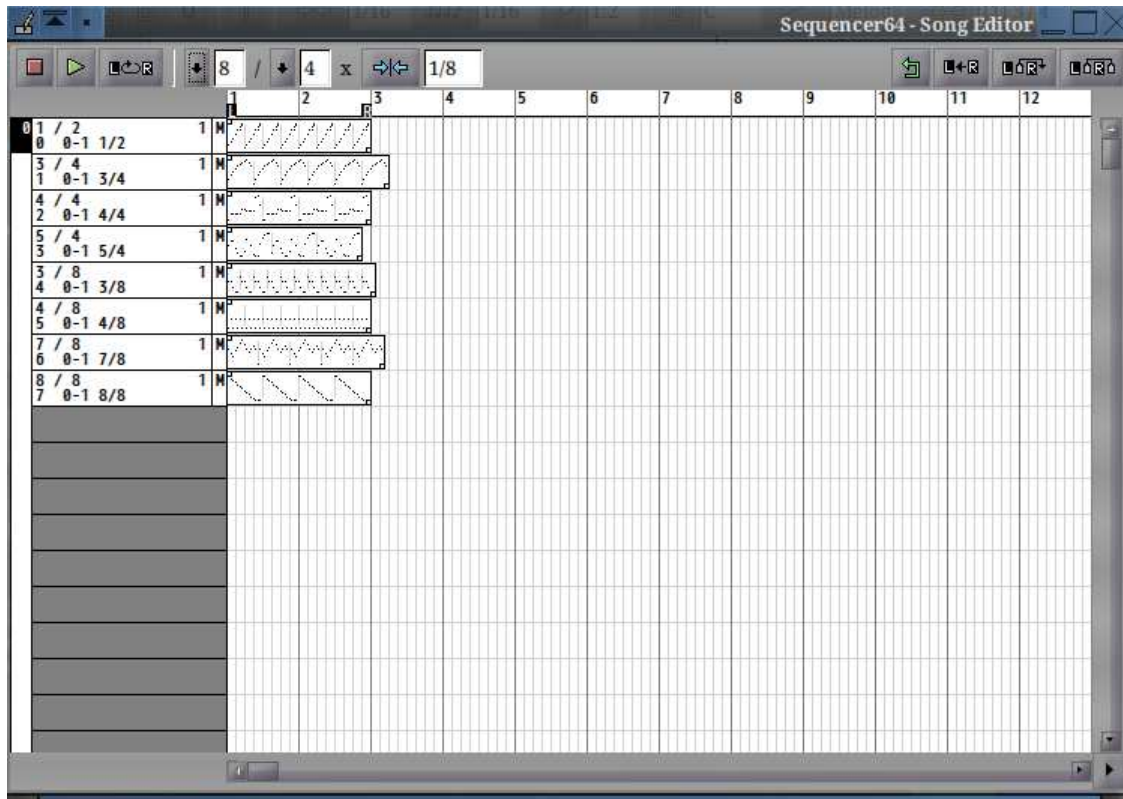 Sequencer64 - Song Editor
L R 8 / 4 x 1/8 L R L R L R
1 2 3 4 5 6 7 8 9 10 11 12
L R
0 1 / 2 1 M
0 0-1 1/2
3 / 4 1 M
1 0-1 3/4
4 / 4 1 M
2 0-1 4/4
5 / 4 1 M
3 0-1 5/4
3 / 8 1 M
4 0-1 3/8
4 / 8 1 M
5 0-1 4/8
7 / 8 1 M
6 0-1 7/8
8 / 8 1 M
7 0-1 8/8